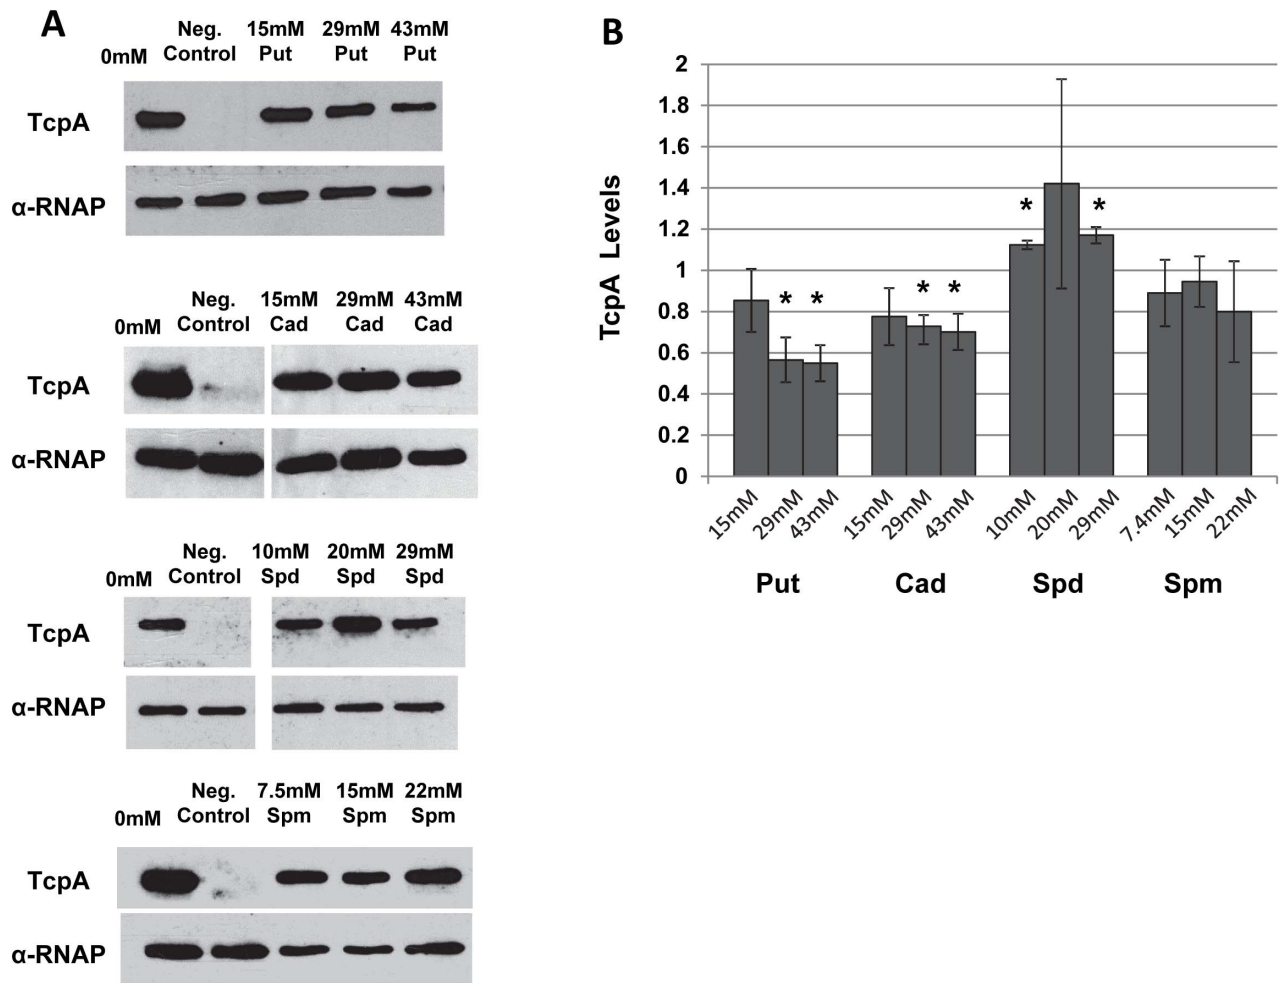 A
Neg. 15mM 29mM 43mM
0mM Control Put Put Put
TcpA
α-RNAP
Neg. 15mM 29mM 43mM
0mM Control Cad Cad Cad
TcpA
α-RNAP
Neg. 10mM 20mM 29mM
0mM Control Spd Spd Spd
TcpA
α-RNAP
Neg. 7.5mM 15mM 22mM
0mM Control Spm Spm Spm
TcpA
α-RNAP
B
TcpA Levels
2
1.8
1.6
1.4
1.2
1
0.8
0.6
0.4
0.2
0
* * * * * *
15mM 29mM 43mM 15mM 29mM 43mM 10mM 20mM 29mM 7.4mM 15mM 22mM
Put Cad Spd Spm